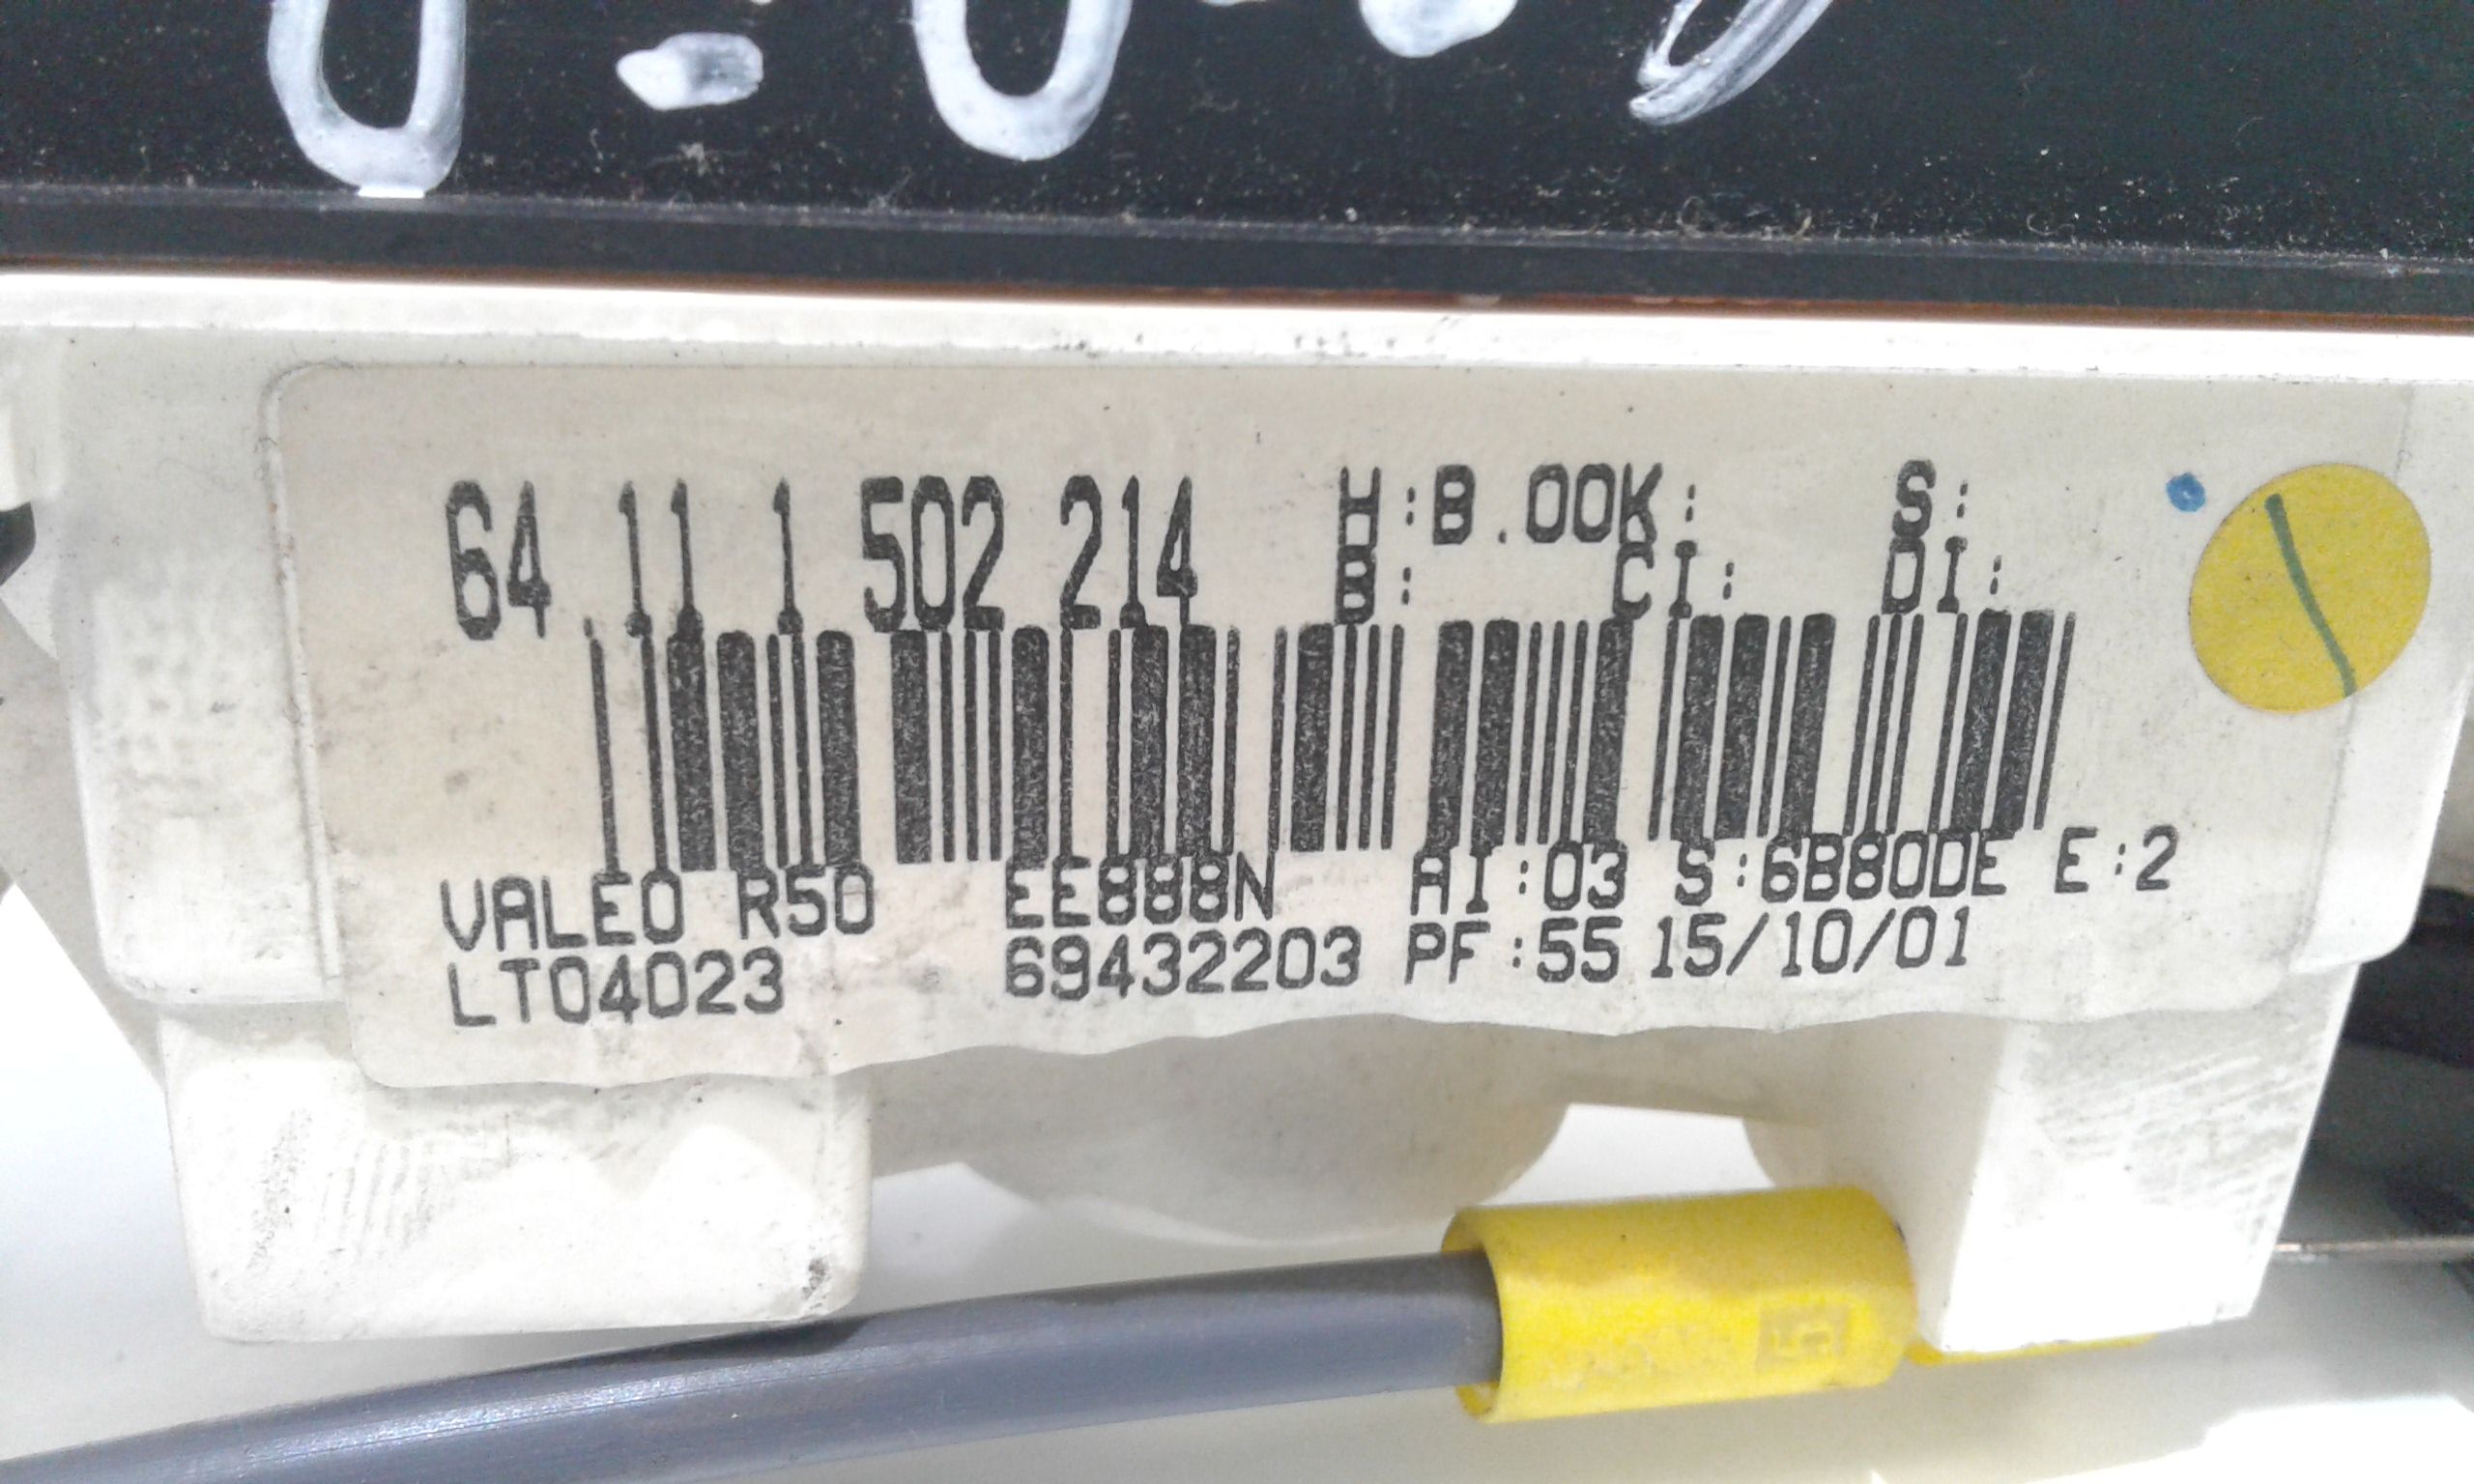 64 11 1 502 214 H:8.00K: S:
B: CI: DI:
VALEO R50 EE888N AI:03 S:6B80DE E:2
LT04023 69432203 PF:55 15/10/01